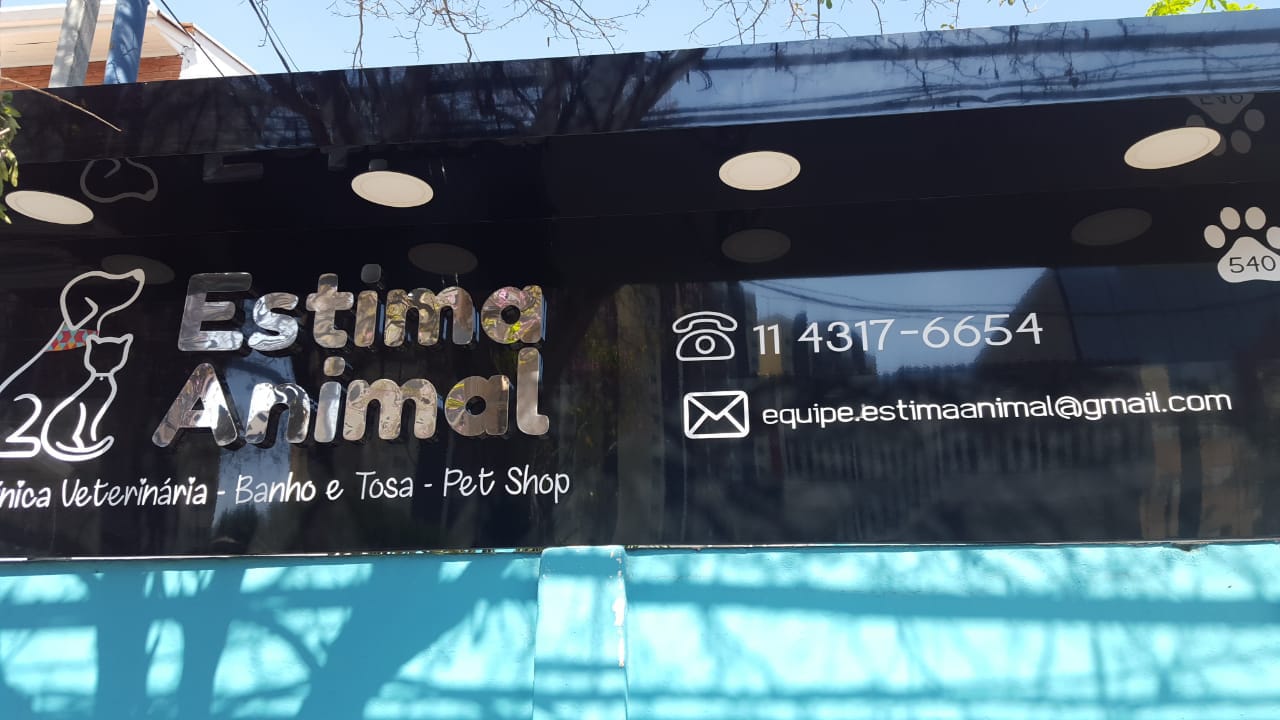 Estima
Animal
Veterinária - Banho e Tosa - Pet Shop
11 4317-6654
equipe.estimaanimal@gmail.com
540